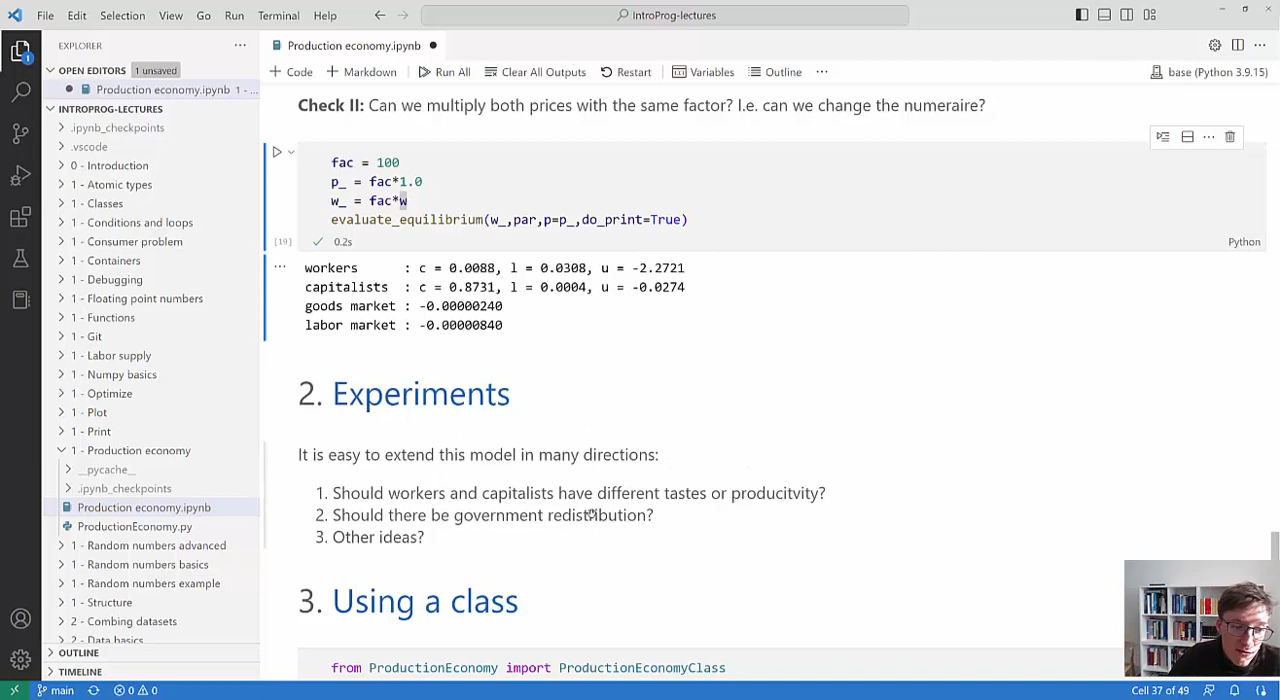 File Edit Selection View Go Run Terminal Help IntroProg-lectures
EXPLORER
OPEN EDITORS 1 unsaved
Production economy.ipynb 1 - ...
INTROPROG-LECTURES
.ipynb_checkpoints
.vscode
0 - Introduction
1 - Atomic types
1 - Classes
1 - Conditions and loops
1 - Consumer problem
1 - Containers
1 - Debugging
1 - Floating point numbers
1 - Functions
1 - Git
1 - Labor supply
1 - Numpy basics
1 - Optimize
1 - Plot
1 - Print
1 - Production economy
__pycache__
.ipynb_checkpoints
Production economy.ipynb
ProductionEconomy.py
1 - Random numbers advanced
1 - Random numbers basics
1 - Random numbers example
1 - Structure
2 - Combing datasets
2 - Data basics
OUTLINE
TIMELINE
Production economy.ipynb
+ Code + Markdown Run All Clear All Outputs Restart Variables Outline ... base (Python 3.9.15)
Check II: Can we multiply both prices with the same factor? I.e. can we change the numeraire?
fac = 100
p_ = fac*1.0
w_ = fac*w
evaluate_equilibrium(w_,par,p=p_,do_print=True)
[19] 0.2s Python
workers : c = 0.0088, l = 0.0308, u = -2.2721
capitalists : c = 0.8731, l = 0.0004, u = -0.0274
goods market : -0.00000240
labor market : -0.00000840
2. Experiments
It is easy to extend this model in many directions:
1. Should workers and capitalists have different tastes or producitvity?
2. Should there be government redistribution?
3. Other ideas?
3. Using a class
from ProductionEconomy import ProductionEconomyClass
main 0 0 Cell 37 of 49